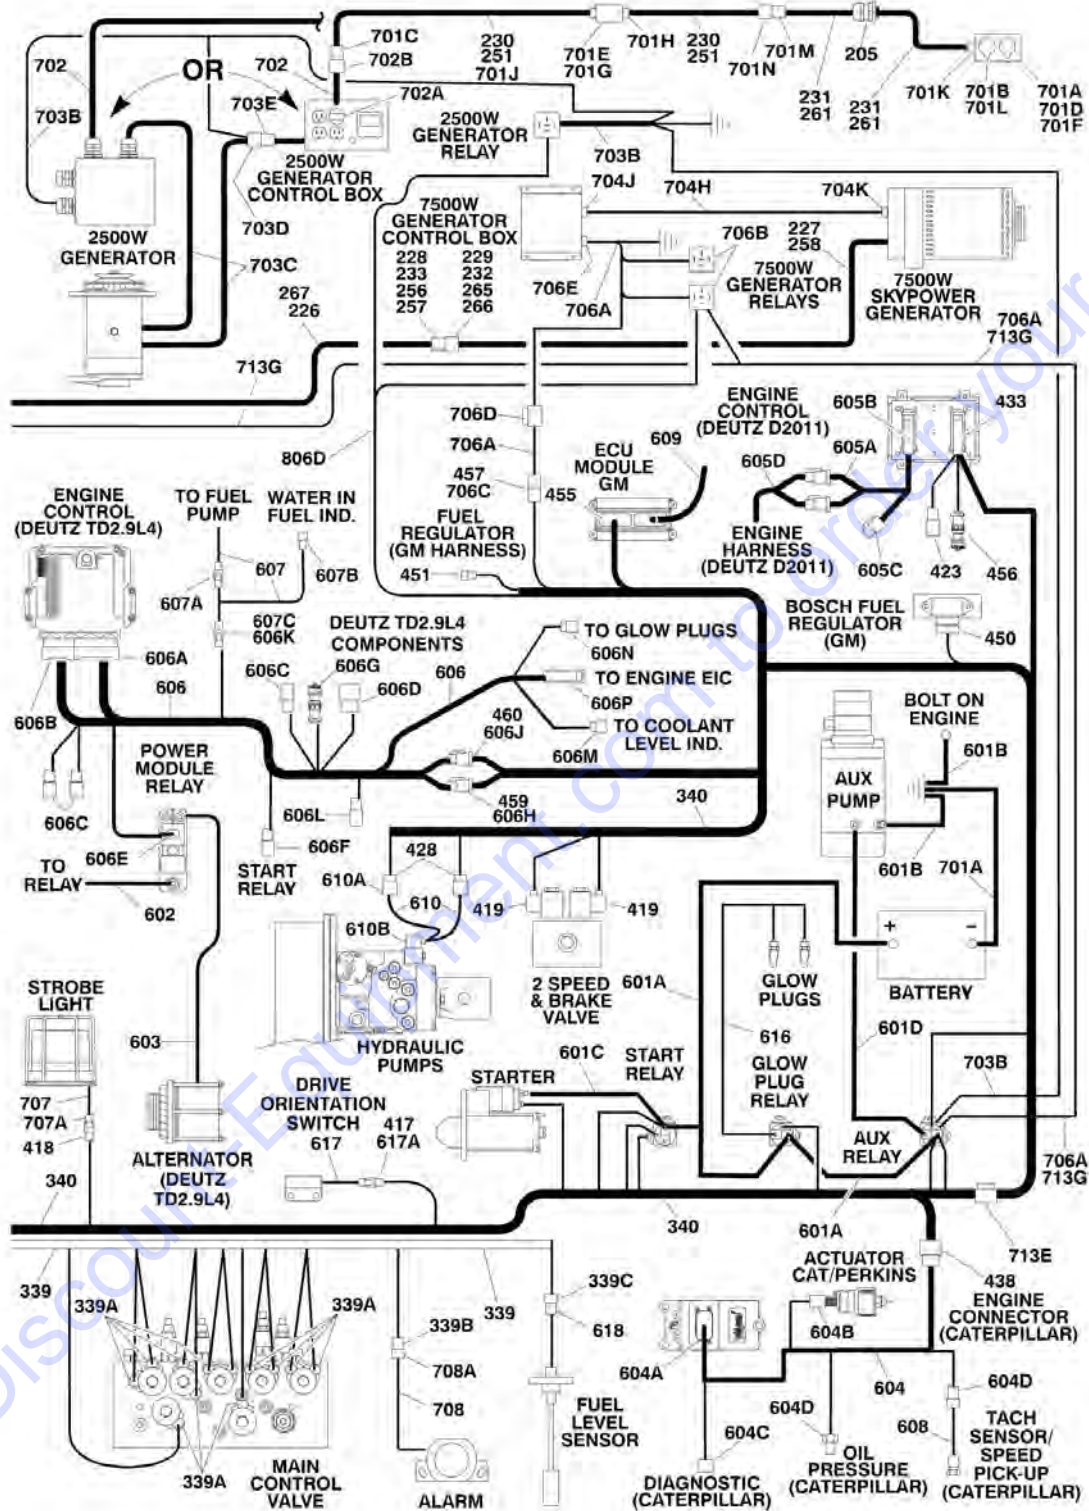 701C
702B
230
251
701J
701E
701G
701H
230
251
701M
701N
205
231
261
231
261
701K
701B
701L
701A
701D
701F
702
OR
702
703E
702A
703B
2500W
GENERATOR
CONTROL BOX
703D
2500W
GENERATOR
RELAY
703B
2500W
GENERATOR
703C
7500W
GENERATOR
CONTROL BOX
228
233
256
257
229
232
265
266
704J
704H
704K
706B
227
258
706E
706A
7500W
GENERATOR
RELAYS
7500W
SKYPOWER
GENERATOR
267
226
713G
706A
713G
806D
706D
706A
457
706C
455
ECU
MODULE
GM
609
ENGINE
CONTROL
(DEUTZ D2011)
605B
433
605D
605A
ENGINE
HARNESS
(DEUTZ D2011)
605C
423
456
ENGINE
CONTROL
(DEUTZ TD2.9L4)
TO FUEL
PUMP
WATER IN
FUEL IND.
607
607B
607A
607C
606K
FUEL
REGULATOR
(GM HARNESS)
451
BOSCH FUEL
REGULATOR
(GM)
450
606A
606
606B
606C
DEUTZ TD2.9L4
COMPONENTS
606G
606D
606
TO GLOW PLUGS
606N
TO ENGINE EIC
606P
TO COOLANT
LEVEL IND.
606M
460
606J
459
606H
606L
606C
POWER
MODULE
RELAY
606E
TO
RELAY
602
606F
START
RELAY
340
BOLT ON
ENGINE
601B
AUX
PUMP
601B
701A
428
610A
610
610B
419
419
2 SPEED
& BRAKE
VALVE
601A
GLOW
PLUGS
+
-
BATTERY
STROBE
LIGHT
603
HYDRAULIC
PUMPS
616
601D
707
707A
418
ALTERNATOR
(DEUTZ
TD2.9L4)
DRIVE
ORIENTATION
SWITCH
617
417
617A
STARTER
601C
START
RELAY
GLOW
PLUG
RELAY
703B
AUX
RELAY
706A
713G
340
340
601A
713E
339
339A
339A
339A
MAIN
CONTROL
VALVE
339B
708A
708
ALARM
339
339C
618
FUEL
LEVEL
SENSOR
ACTUATOR
CAT/PERKINS
604B
438
ENGINE
CONNECTOR
(CATERPILLAR)
604A
604
604C
DIAGNOSTIC
(CATERPILLAR)
604D
OIL
PRESSURE
(CATERPILLAR)
604D
608
TACH
SENSOR/
SPEED
PICK-UP
(CATERPILLAR)
Discount-Equipment.com to order your